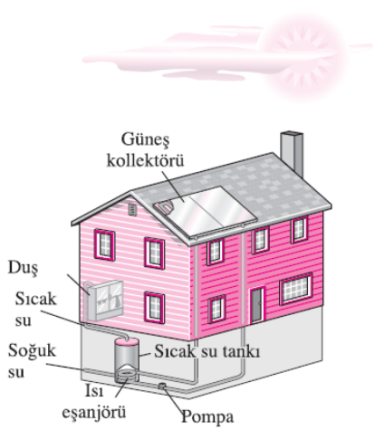 Güneş
kollektörü
Duş
Sıcak
su
Soğuk
su
Sıcak su tankı
Isı
eşanjörü
Pompa